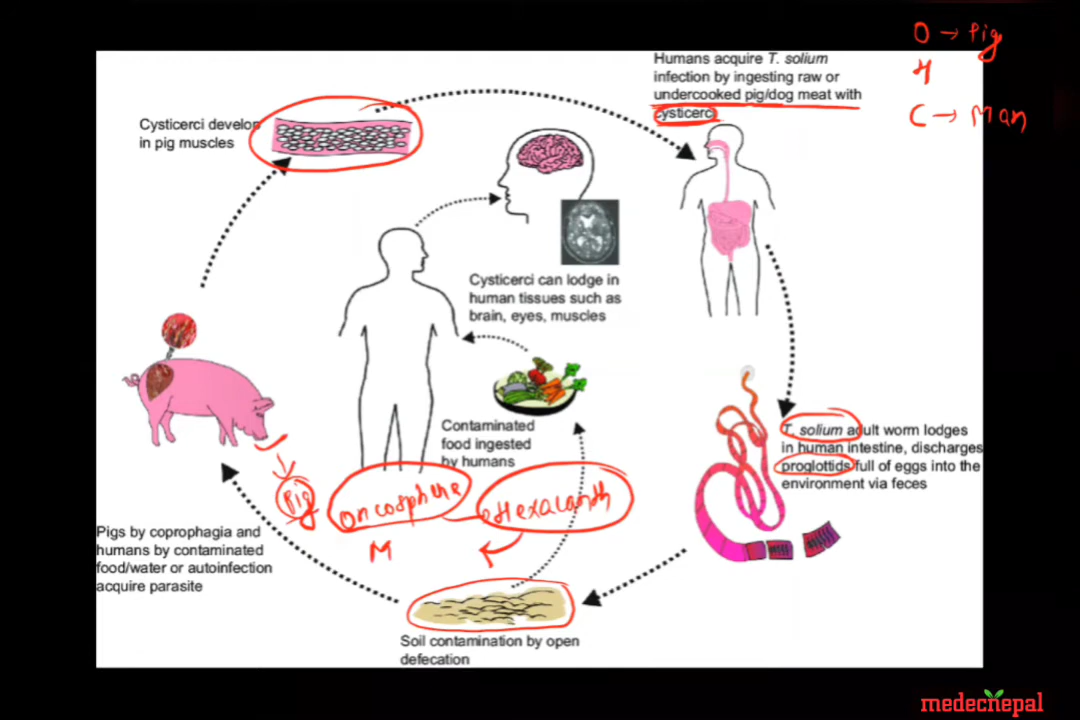 O → Pig
H
C → Man
Humans acquire T. solium
infection by ingesting raw or
undercooked pig/dog meat with
cysticerci
Cysticerci develop
in pig muscles
Cysticerci can lodge in
human tissues such as
brain, eyes, muscles
Contaminated
food ingested
by humans
T. solium adult worm lodges
in human intestine, discharges
proglottids full of eggs into the
environment via feces
Pig
Oncosphere
Hexacanth
M
Pigs by coprophagia and
humans by contaminated
food/water or autoinfection
acquire parasite
Soil contamination by open
defecation
medecnepal